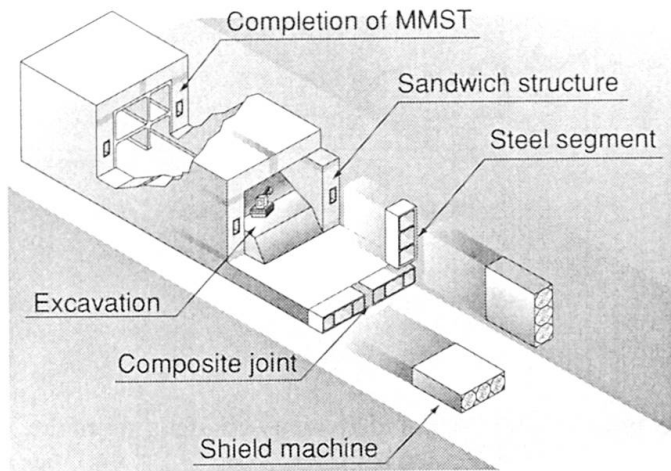 Completion of MMST
Sandwich structure
Steel segment
Excavation
Composite joint
Shield machine